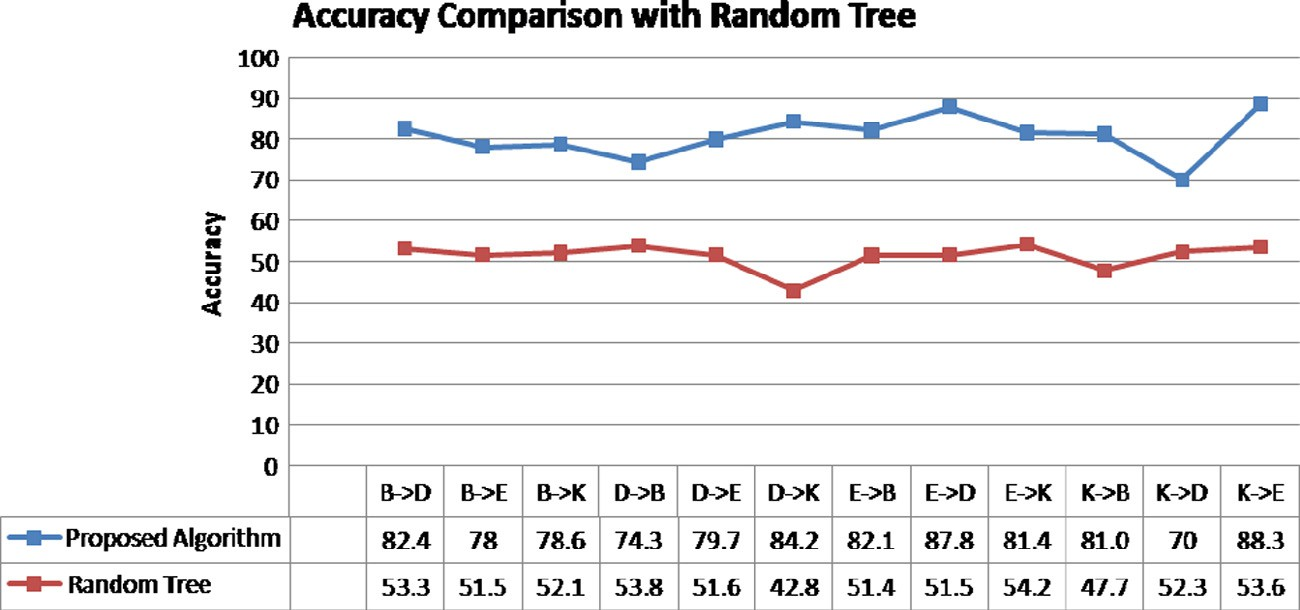 Accuracy Comparison with Random Tree
100
90
80
70
60
50
40
30
20
10
0
Accuracy
B->D B->E B->K D->B D->E D->K E->B E->D E->K K->B K->D K->E
Proposed Algorithm 82.4 78 78.6 74.3 79.7 84.2 82.1 87.8 81.4 81.0 70 88.3
Random Tree 53.3 51.5 52.1 53.8 51.6 42.8 51.4 51.5 54.2 47.7 52.3 53.6